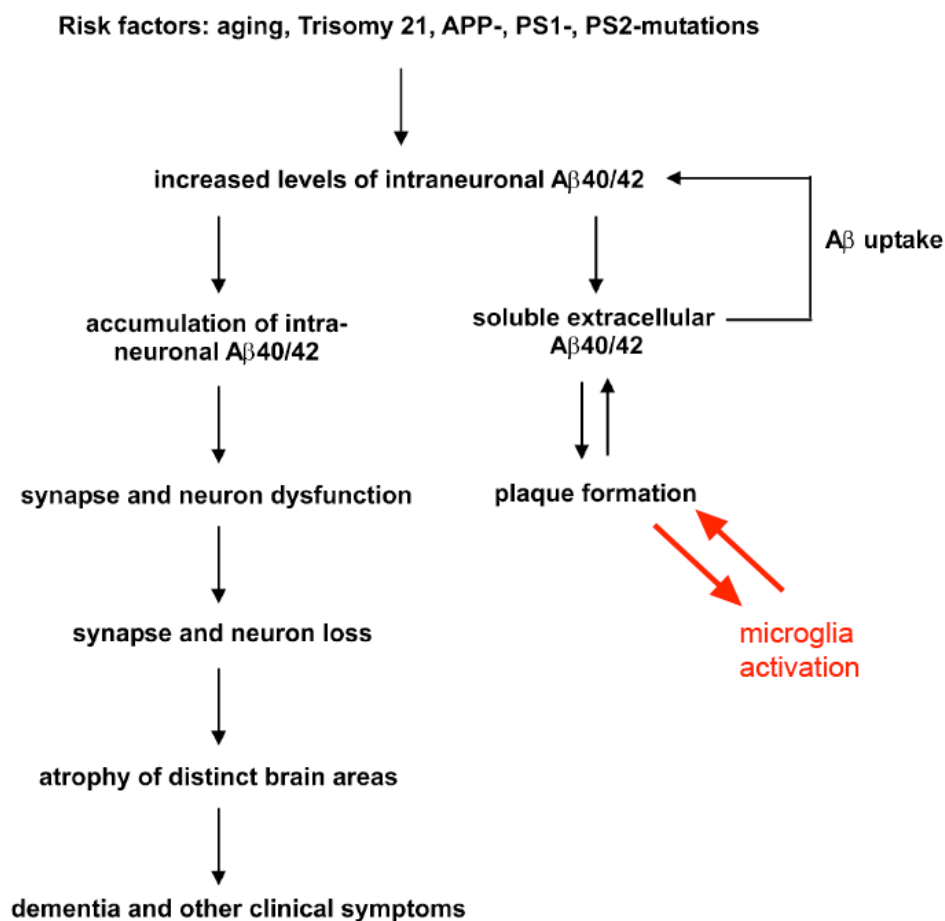 Risk factors: aging, Trisomy 21, APP-, PS1-, PS2-mutations
increased levels of intraneuronal Aβ40/42
Aβ uptake
accumulation of intra-
neuronal Aβ40/42
soluble extracellular
Aβ40/42
synapse and neuron dysfunction
plaque formation
synapse and neuron loss
microglia
activation
atrophy of distinct brain areas
dementia and other clinical symptoms